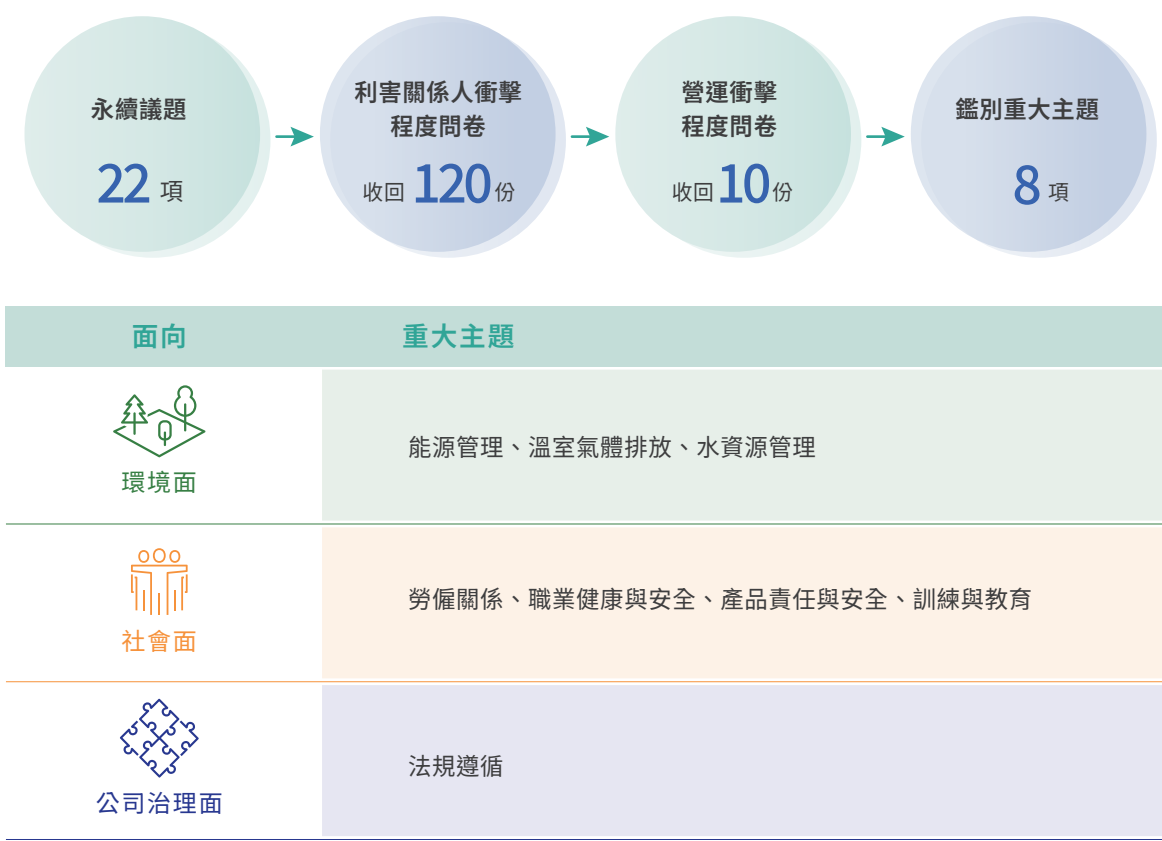 永續議題
22 項
利害關係人衝擊
程度問卷
收回 120 份
營運衝擊
程度問卷
收回 10 份
鑑別重大主題
8 項
面向 重大主題
環境面
能源管理、溫室氣體排放、水資源管理
社會面
勞僱關係、職業健康與安全、產品責任與安全、訓練與教育
公司治理面
法規遵循